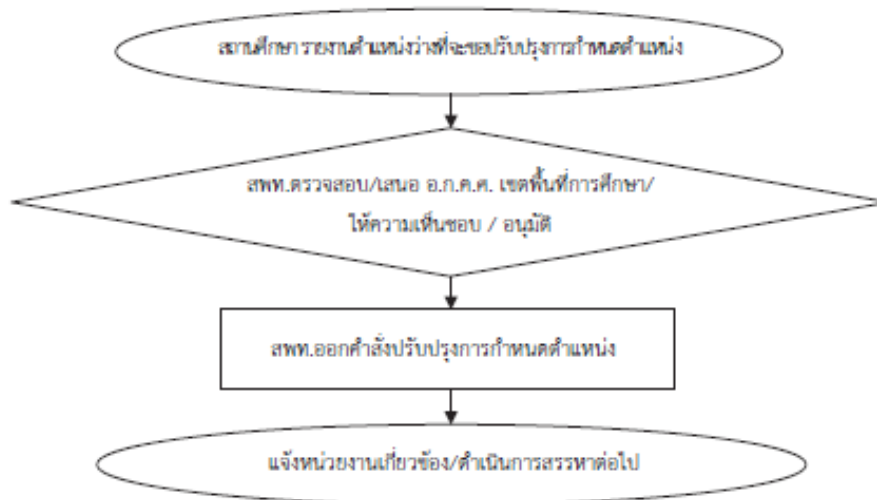 สถานศึกษา รายงานตำแหน่งว่างที่จะขอปรับปรุงการกำหนดตำแหน่ง
สพท.ตรวจสอบ/เสนอ อ.ก.ค.ศ. เขตพื้นที่การศึกษา/
ให้ความเห็นชอบ / อนุมัติ
สพท.ออกคำสั่งปรับปรุงการกำหนดตำแหน่ง
แจ้งหน่วยงานเกี่ยวข้อง/ดำเนินการสรรหาต่อไป